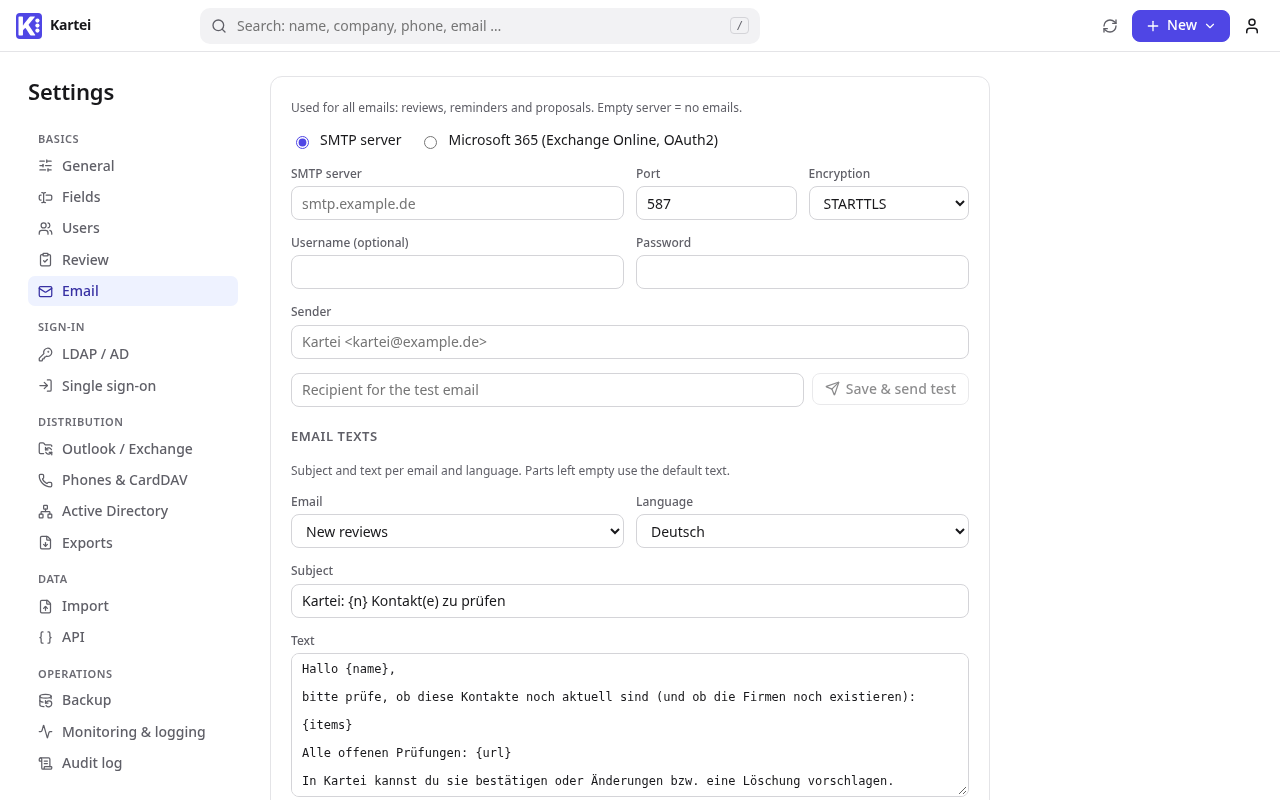 Kartei
Search: name, company, phone, email ...
/
New
Settings
BASICS
General
Fields
Users
Review
Email
SIGN-IN
LDAP / AD
Single sign-on
DISTRIBUTION
Outlook / Exchange
Phones & CardDAV
Active Directory
Exports
DATA
Import
API
OPERATIONS
Backup
Monitoring & logging
Audit log
Used for all emails: reviews, reminders and proposals. Empty server = no emails.
SMTP server
Microsoft 365 (Exchange Online, OAuth2)
SMTP server
Port
Encryption
smtp.example.de
587
STARTTLS
Username (optional)
Password
Sender
Kartei <kartei@example.de>
Recipient for the test email
Save & send test
EMAIL TEXTS
Subject and text per email and language. Parts left empty use the default text.
Email
Language
New reviews
Deutsch
Subject
Kartei: {n} Kontakt(e) zu prüfen
Text
Hallo {name},
bitte prüfe, ob diese Kontakte noch aktuell sind (und ob die Firmen noch existieren):
{items}
Alle offenen Prüfungen: {url}
In Kartei kannst du sie bestätigen oder Änderungen bzw. eine Löschung vorschlagen.